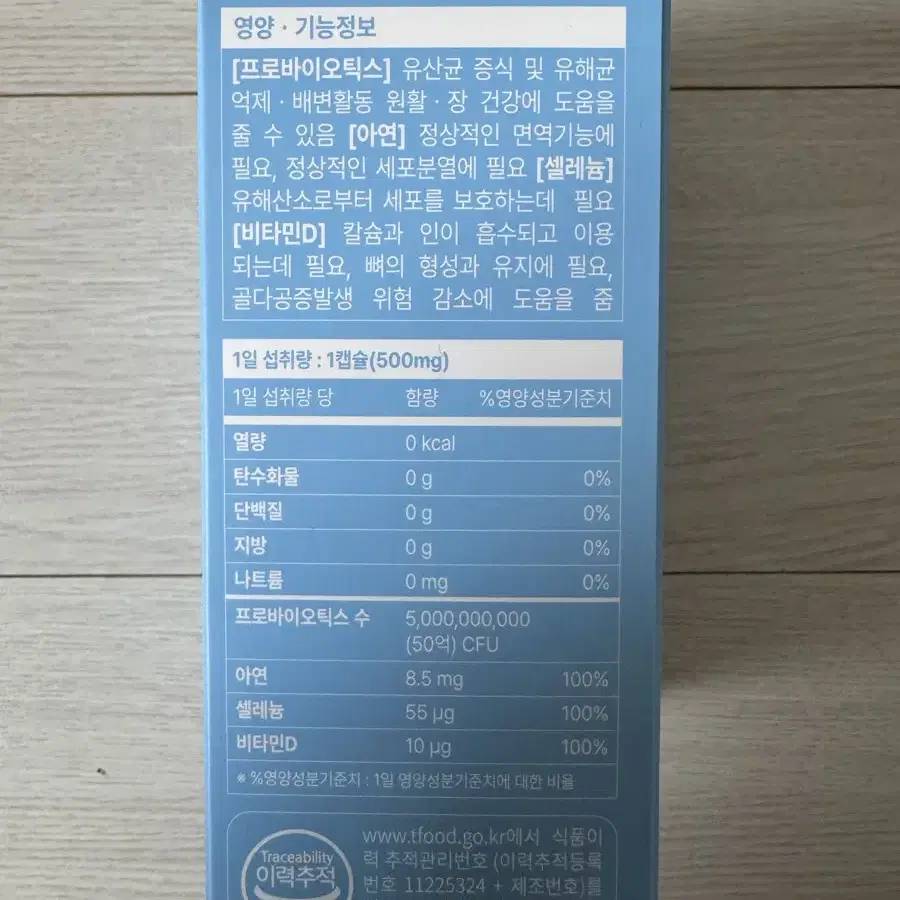 영양 · 기능정보
[프로바이오틱스] 유산균 증식 및 유해균
억제 · 배변활동 원활 · 장 건강에 도움을
줄 수 있음 [아연] 정상적인 면역기능에
필요, 정상적인 세포분열에 필요 [셀레늄]
유해산소로부터 세포를 보호하는데 필요
[비타민D] 칼슘과 인이 흡수되고 이용
되는데 필요, 뼈의 형성과 유지에 필요,
골다공증발생 위험 감소에 도움을 줌
1일 섭취량 : 1캡슐(500mg)
1일 섭취량 당 함량 %영양성분기준치
열량 0 kcal
탄수화물 0 g 0%
단백질 0 g 0%
지방 0 g 0%
나트륨 0 mg 0%
프로바이오틱스 수 5,000,000,000
(50억) CFU
아연 8.5 mg 100%
셀레늄 55 µg 100%
비타민D 10 µg 100%
※ %영양성분기준치 : 1일 영양성분기준치에 대한 비율
Traceability
이력추적
www.tfood.go.kr에서 식품이
력 추적관리번호 (이력추적등록
번호 11225324 + 제조번호)를